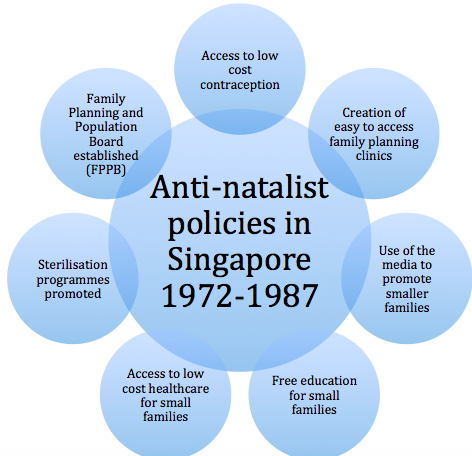 Access to low
cost
contraception
Creation of
easy to access
family planning
clinics
Use of the
media to
promote
smaller
families
Free education
for small
families
Access to low
cost healthcare
for small
families
Sterilisation
programmes
promoted
Family
Planning and
Population
Board
established
(FPPB)
Anti-natalist
policies in
Singapore
1972-1987